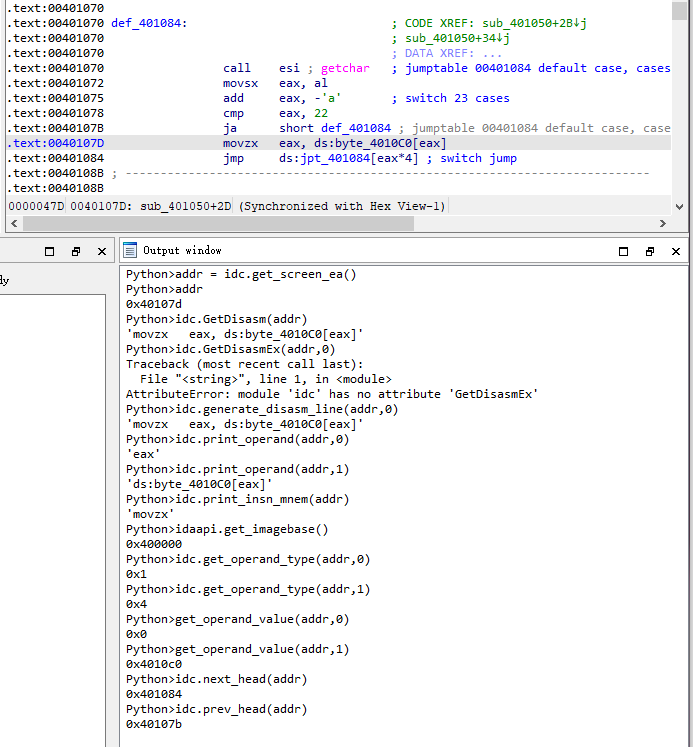 .text:00401070
.text:00401070 def_401084: ; CODE XREF: sub_401050+2B↓j
.text:00401070 ; sub_401050+34↓j
.text:00401070 ; DATA XREF: ...
.text:00401070 call esi ; getchar ; jumptable 00401084 default case, cases
.text:00401072 movsx eax, al
.text:00401075 add eax, -'a' ; switch 23 cases
.text:00401078 cmp eax, 22
.text:0040107B ja short def_401084 ; jumptable 00401084 default case, case
.text:0040107D movzx eax, ds:byte_4010C0[eax]
.text:00401084 jmp ds:jpt_401084[eax*4] ; switch jump
.text:0040108B ; ---------------------------------------------------------------------------
.text:0040108B
0000047D 0040107D: sub_401050+2D (Synchronized with Hex View-1)
Output window
Python>addr = idc.get_screen_ea()
Python>addr
0x40107d
Python>idc.GetDisasm(addr)
'movzx   eax, ds:byte_4010C0[eax]'
Python>idc.GetDisasmEx(addr,0)
Traceback (most recent call last):
  File "<string>", line 1, in <module>
AttributeError: module 'idc' has no attribute 'GetDisasmEx'
Python>idc.generate_disasm_line(addr,0)
'movzx   eax, ds:byte_4010C0[eax]'
Python>idc.print_operand(addr,0)
'eax'
Python>idc.print_operand(addr,1)
'ds:byte_4010C0[eax]'
Python>idc.print_insn_mnem(addr)
'movzx'
Python>idaapi.get_imagebase()
0x400000
Python>idc.get_operand_type(addr,0)
0x1
Python>idc.get_operand_type(addr,1)
0x4
Python>get_operand_value(addr,0)
0x0
Python>get_operand_value(addr,1)
0x4010c0
Python>idc.next_head(addr)
0x401084
Python>idc.prev_head(addr)
0x40107b